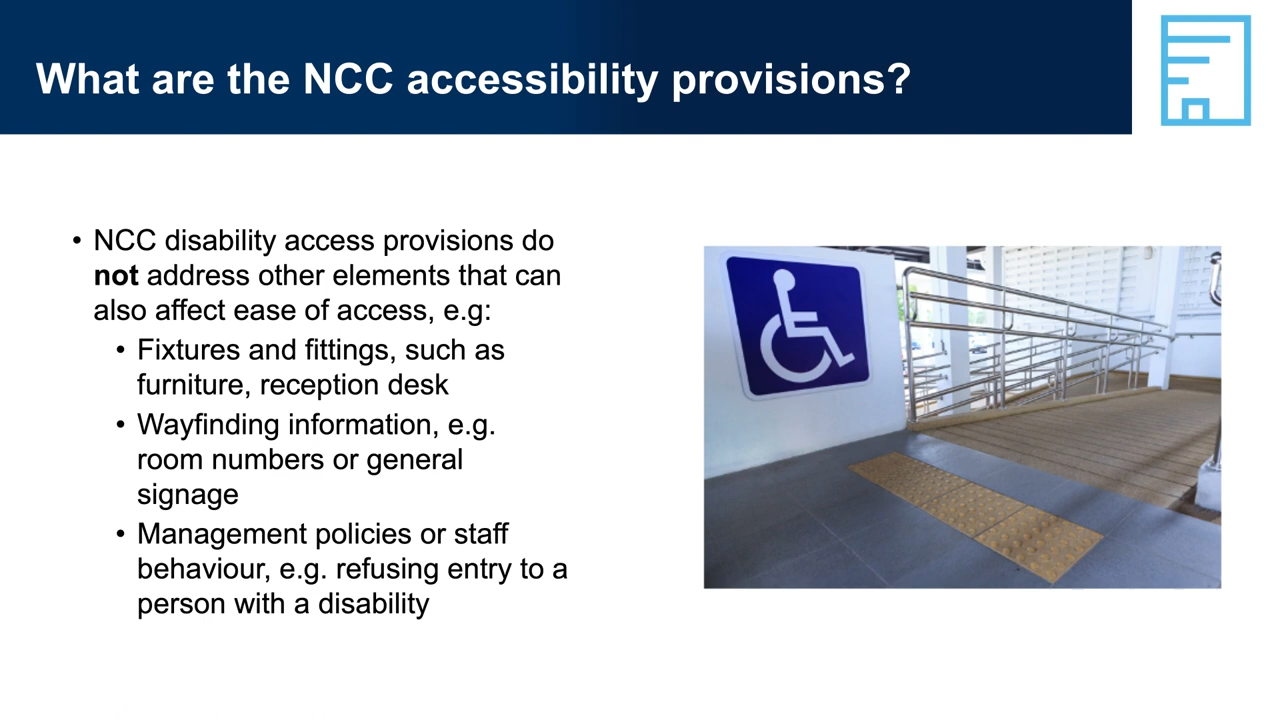 What are the NCC accessibility provisions?
• NCC disability access provisions do
not address other elements that can
also affect ease of access, e.g:
• Fixtures and fittings, such as
furniture, reception desk
• Wayfinding information, e.g.
room numbers or general
signage
• Management policies or staff
behaviour, e.g. refusing entry to a
person with a disability